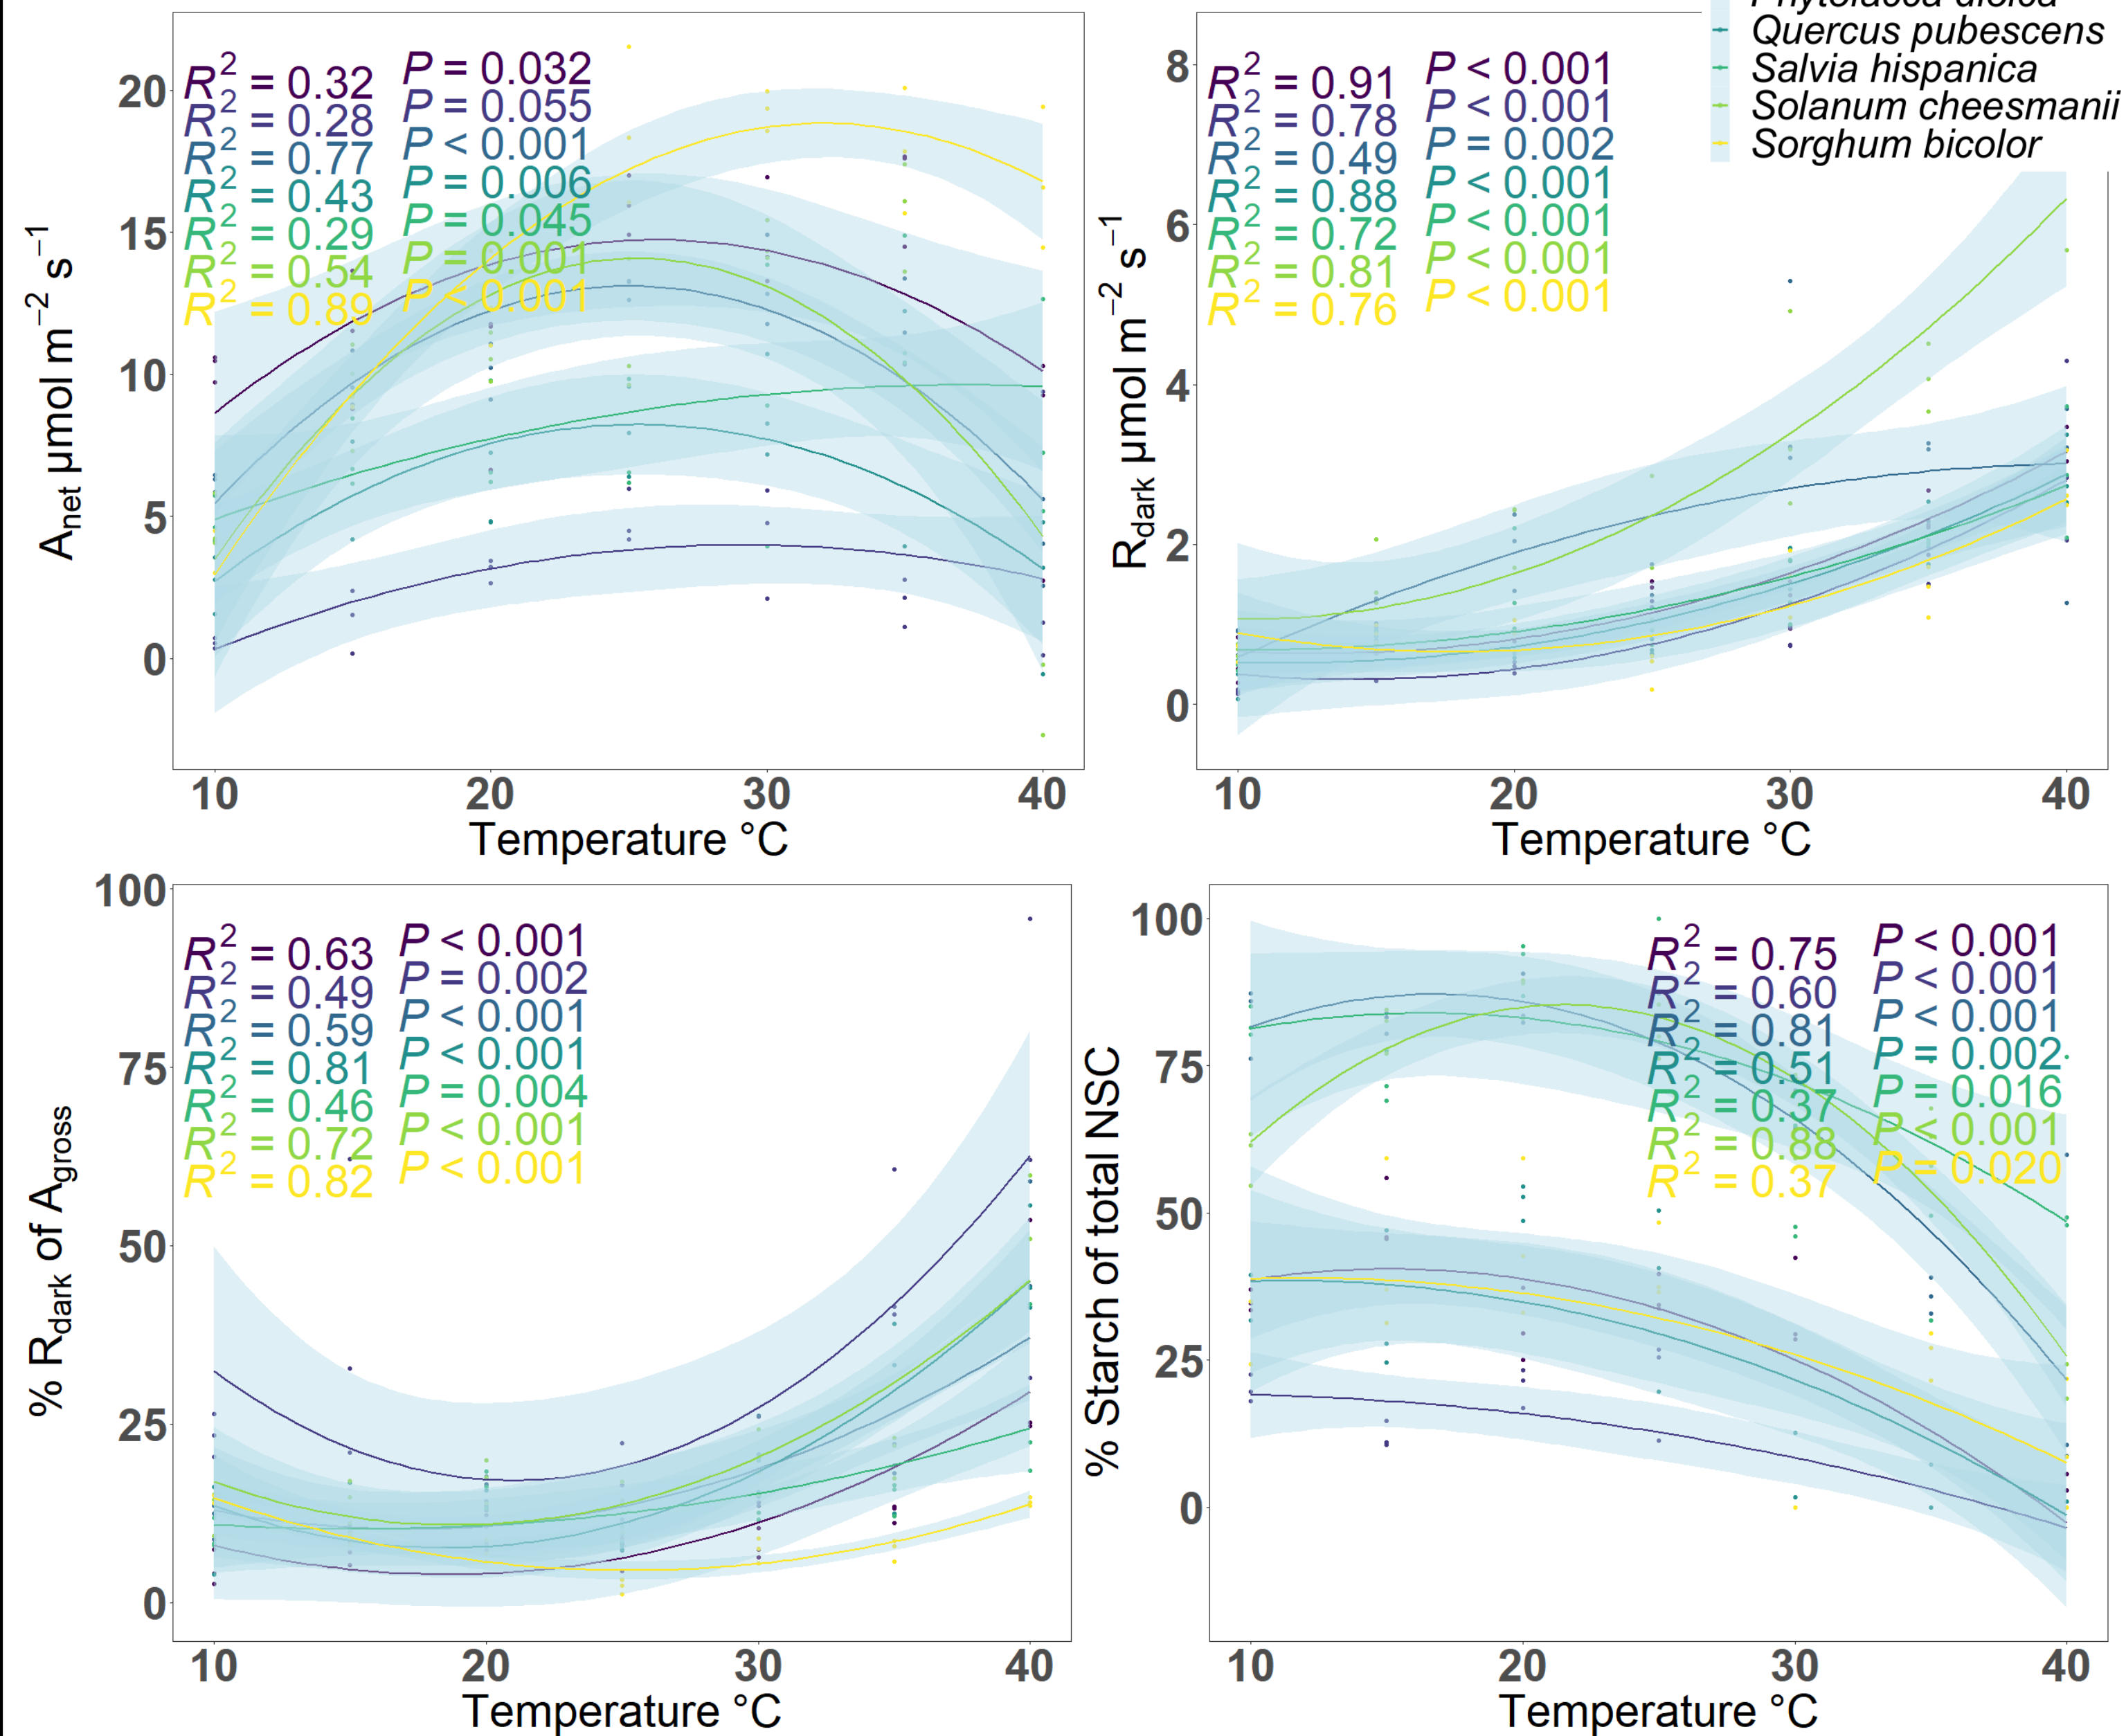 Phytolacca dioica
Quercus pubescens
Salvia hispanica
Solanum cheesmanii
Sorghum bicolor
A_net µmol m⁻² s⁻¹
20
15
10
5
0
R² = 0.32 P = 0.032
R² = 0.28 P = 0.055
R² = 0.77 P < 0.001
R² = 0.43 P = 0.006
R² = 0.29 P = 0.045
R² = 0.54 P = 0.001
R² = 0.89 P < 0.001
10 20 30 40
Temperature °C
R_dark µmol m⁻² s⁻¹
8
6
4
2
0
R² = 0.91 P < 0.001
R² = 0.78 P < 0.001
R² = 0.49 P = 0.002
R² = 0.88 P < 0.001
R² = 0.72 P < 0.001
R² = 0.81 P < 0.001
R² = 0.76 P < 0.001
10 20 30 40
Temperature °C
% R_dark of A_gross
100
75
50
25
0
R² = 0.63 P < 0.001
R² = 0.49 P = 0.002
R² = 0.59 P < 0.001
R² = 0.81 P < 0.001
R² = 0.46 P = 0.004
R² = 0.72 P < 0.001
R² = 0.82 P < 0.001
10 20 30 40
Temperature °C
% Starch of total NSC
100
75
50
25
0
R² = 0.75 P < 0.001
R² = 0.60 P < 0.001
R² = 0.81 P < 0.001
R² = 0.51 P = 0.002
R² = 0.37 P = 0.016
R² = 0.88 P < 0.001
R² = 0.37 P = 0.020
10 20 30 40
Temperature °C